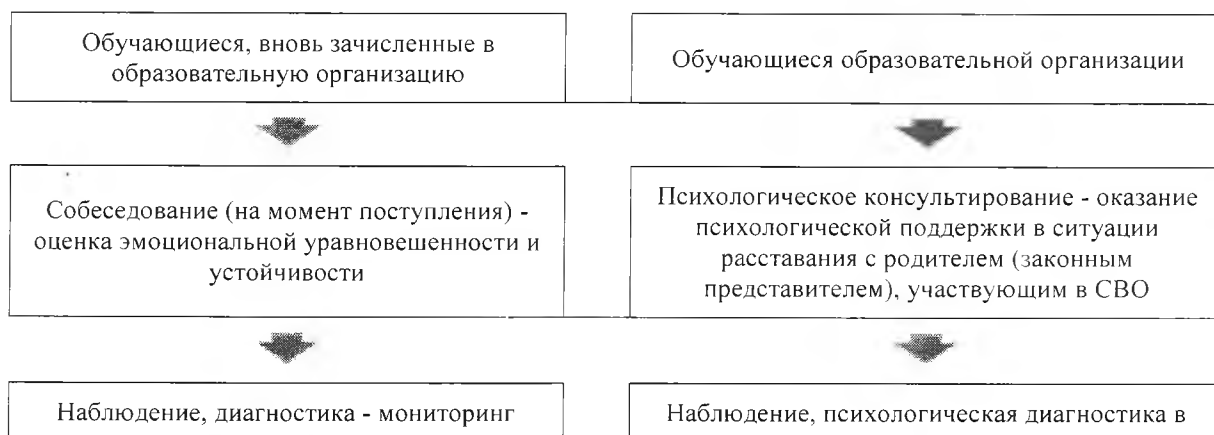 Обучающиеся, вновь зачисленные в
образовательную организацию
Обучающиеся образовательной организации
Собеседование (на момент поступления) -
оценка эмоциональной уравновешенности и
устойчивости
Психологическое консультирование - оказание
психологической поддержки в ситуации
расставания с родителем (законным
представителем), участвующим в СВО
Наблюдение, диагностика - мониторинг
Наблюдение, психологическая диагностика в